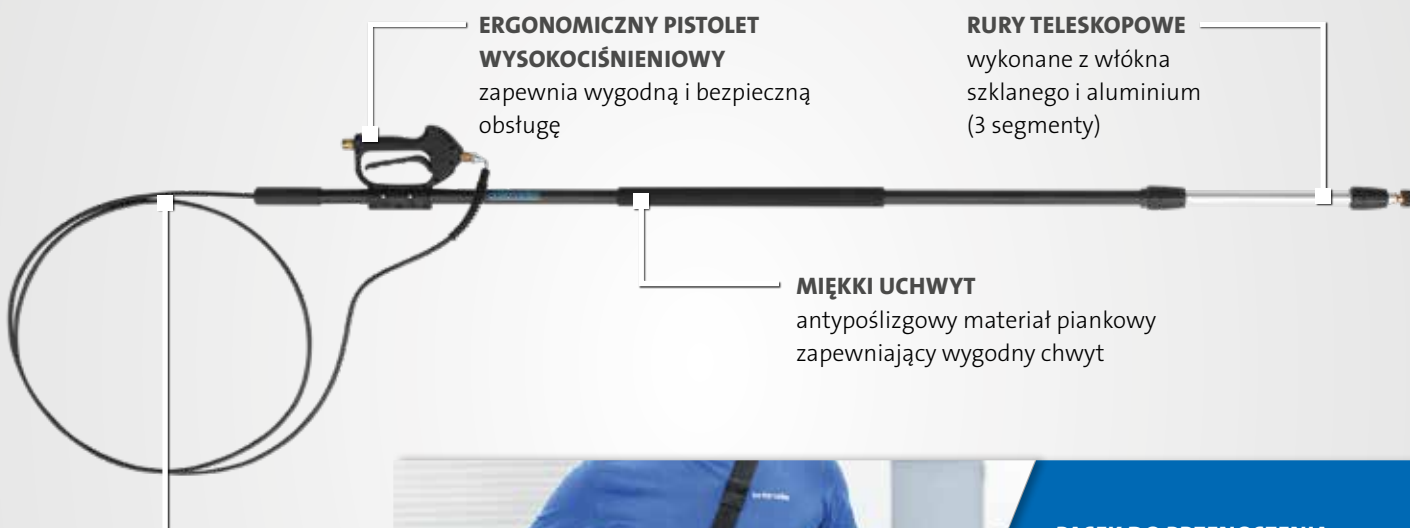 ERGONOMICZNY PISTOLET
WYSOKOCIŚNIENIOWY
zapewnia wygodną i bezpieczną
obsługę
RURY TELESKOPOWE
wykonane z włókna
szklanego i aluminium
(3 segmenty)
MIĘKKI UCHWYT
antypoślizgowy materiał piankowy
zapewniający wygodny chwyt